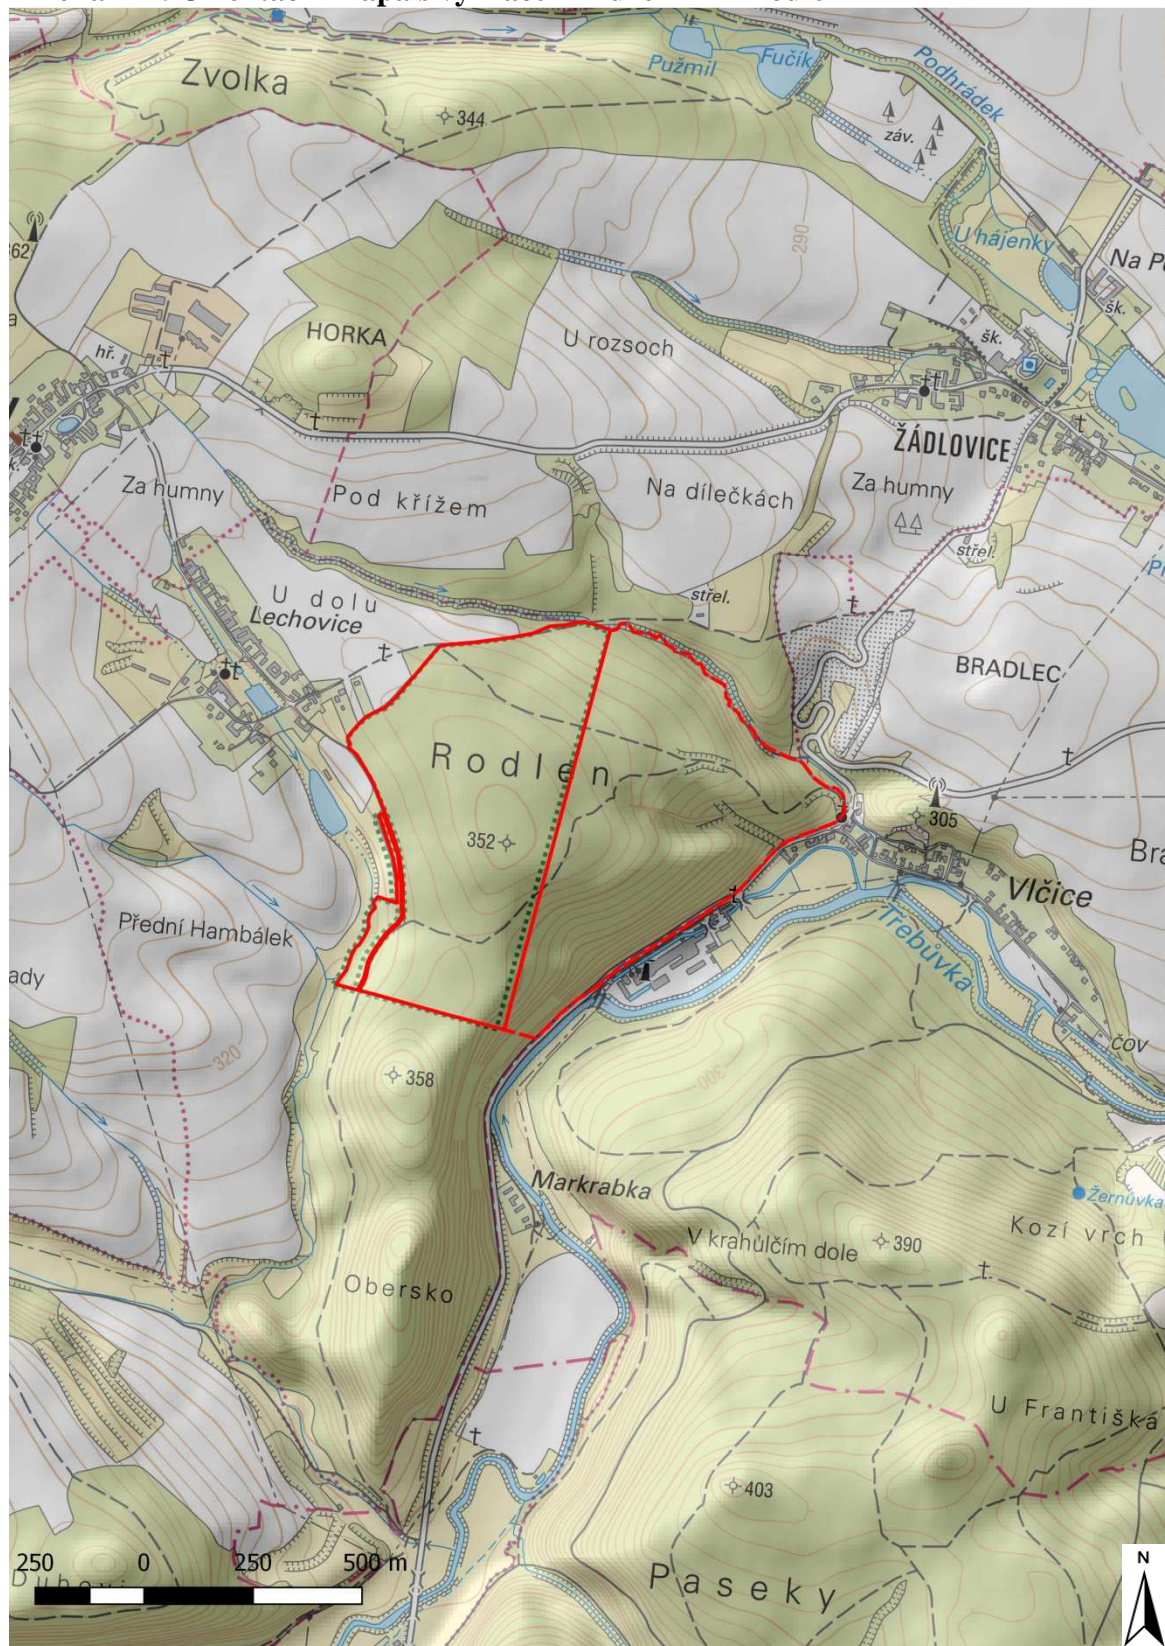 Zvolka
344
Pužmil
Fučík
Podhrádek
záv.
U hájenky
Na
290
362
HORKA
U rozsoch
šk.
šk.
hř.
ŽÁDLOVICE
Za humny
Pod křížem
Na dílečkách
Za humny
střel.
U dolu
Lechovice
střel.
BRADLEC
Rodlen
352
305
Vlčice
Třebůvka
Přední Hambálek
320
358
300
ČOV
Markrabka
Žernůvka
V krahulčím dole
390
Kozí vrch
Obersko
U Františka
403
Paseky
250 0 250 500 m
N